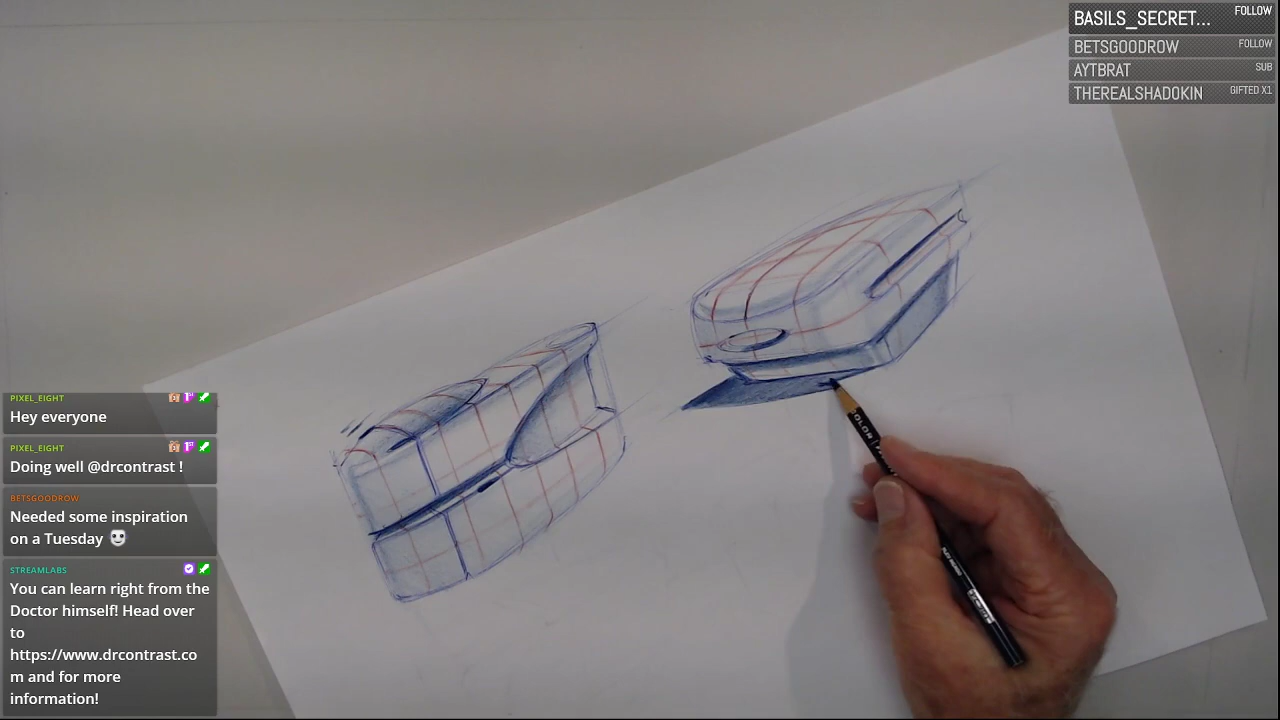 BASILS_SECRET... FOLLOW
BETSGOODROW FOLLOW
AYTBRAT SUB
THEREALSHADOKIN GIFTED X1
PIXEL_EIGHT
Hey everyone
PIXEL_EIGHT
Doing well @drcontrast !
BETSGOODROW
Needed some inspiration
on a Tuesday
STREAMLABS
You can learn right from the
Doctor himself! Head over
to
https://www.drcontrast.co
m and for more
information!